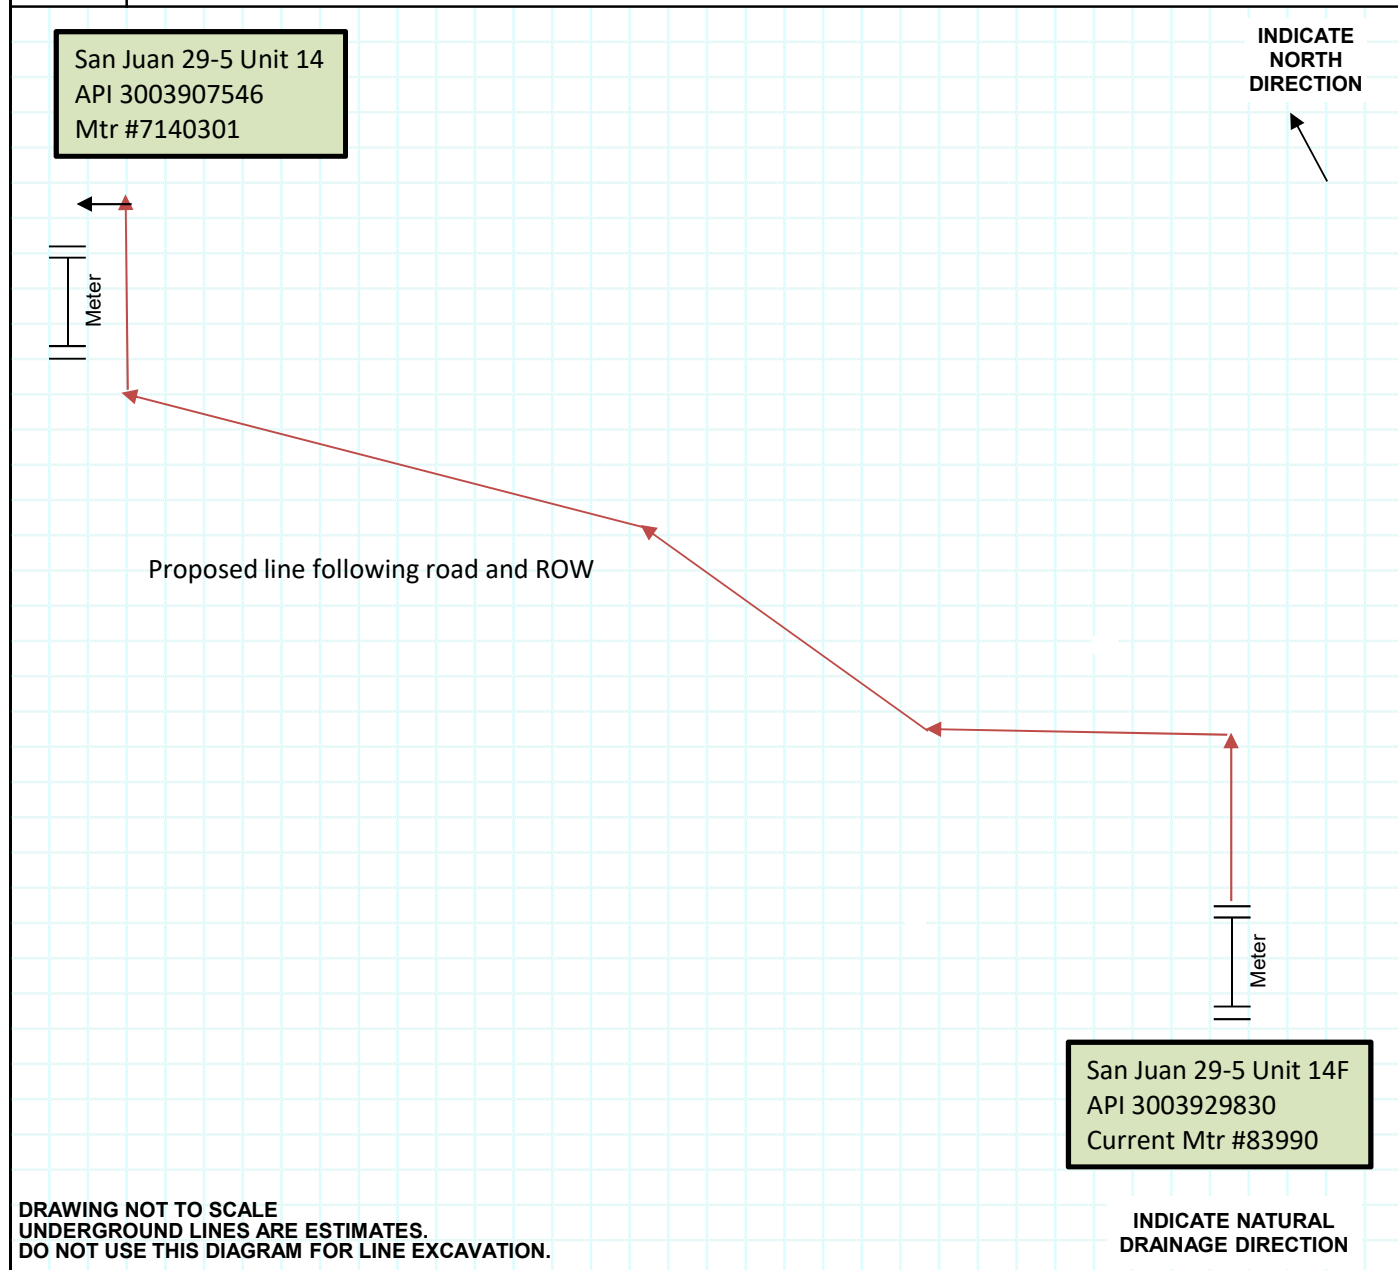 San Juan 29-5 Unit 14
API 3003907546
Mtr #7140301
INDICATE
NORTH
DIRECTION
Meter
Proposed line following road and ROW
Meter
San Juan 29-5 Unit 14F
API 3003929830
Current Mtr #83990
DRAWING NOT TO SCALE
UNDERGROUND LINES ARE ESTIMATES.
DO NOT USE THIS DIAGRAM FOR LINE EXCAVATION.
INDICATE NATURAL
DRAINAGE DIRECTION